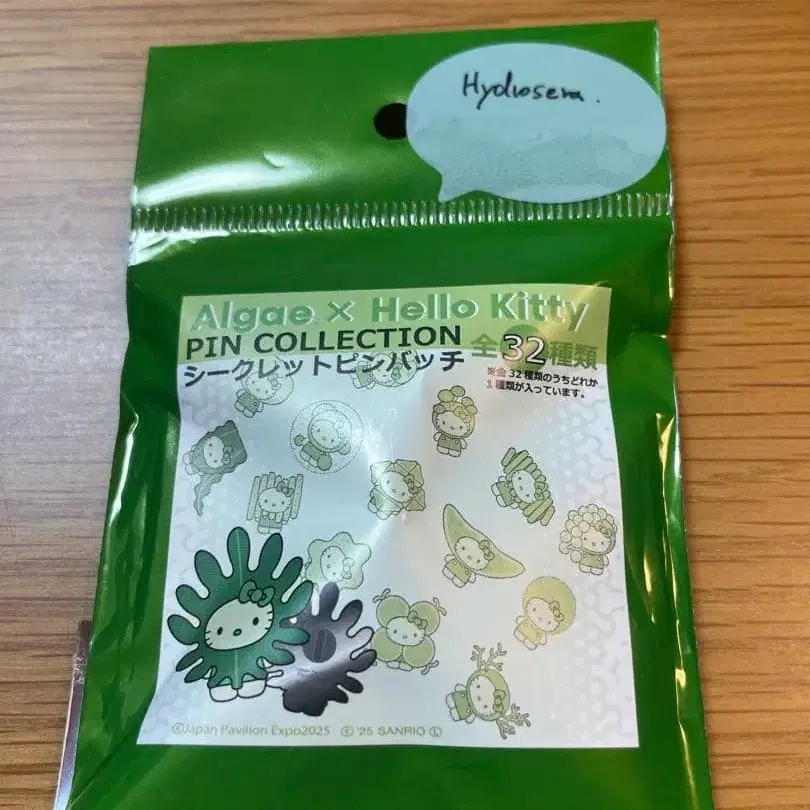 Hydrosera.
Algae × Hello Kitty
PIN COLLECTION
シークレットピンバッチ
全32種類
※全32種類のうちどれか
1種類が入っています。
©Japan Pavilion Expo2025 © '25 SANRIO Ⓛ